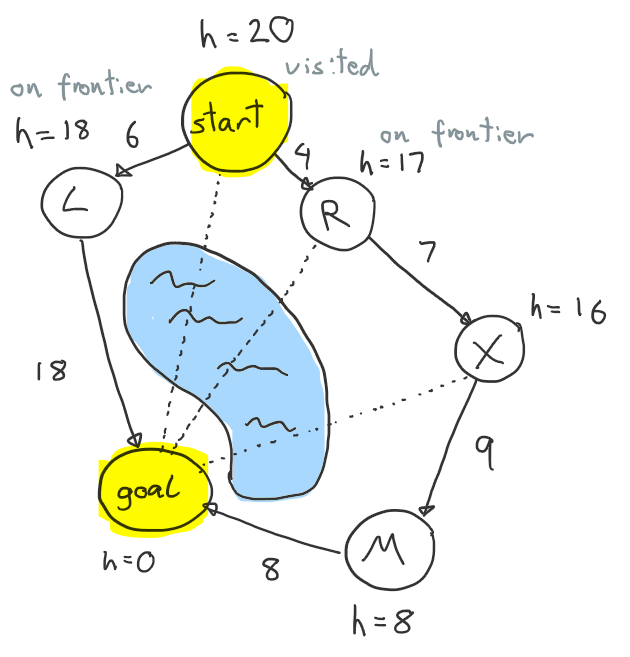 h = 20
visited
on frontier
h = 18
6
start
4
on frontier
h = 17
L
R
7
h = 16
X
18
9
goal
M
h = 0
8
h = 8